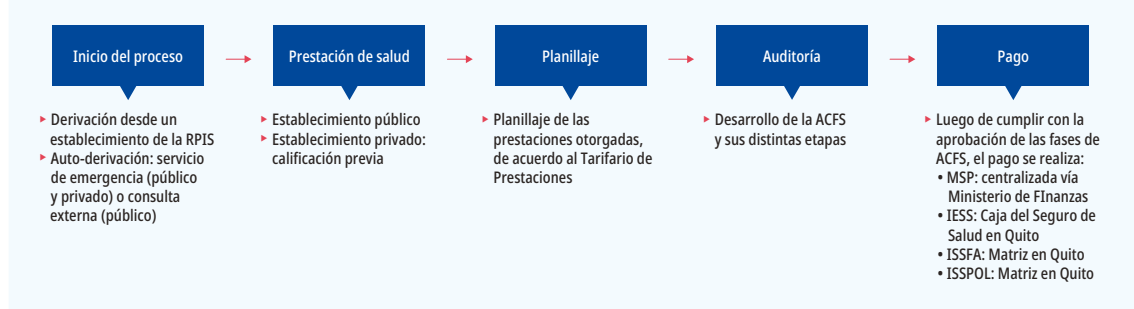 Inicio del proceso
Prestación de salud
Planillaje
Auditoría
Pago
▸ Derivación desde un
establecimiento de la RPIS
▸ Auto-derivación: servicio
de emergencia (público
y privado) o consulta
externa (público)
▸ Establecimiento público
▸ Establecimiento privado:
calificación previa
▸ Planillaje de las
prestaciones otorgadas,
de acuerdo al Tarifario de
Prestaciones
▸ Desarrollo de la ACFS
y sus distintas etapas
▸ Luego de cumplir con la
aprobación de las fases de
ACFS, el pago se realiza:
• MSP: centralizada vía
Ministerio de FInanzas
• IESS: Caja del Seguro de
Salud en Quito
• ISSFA: Matriz en Quito
• ISSPOL: Matriz en Quito